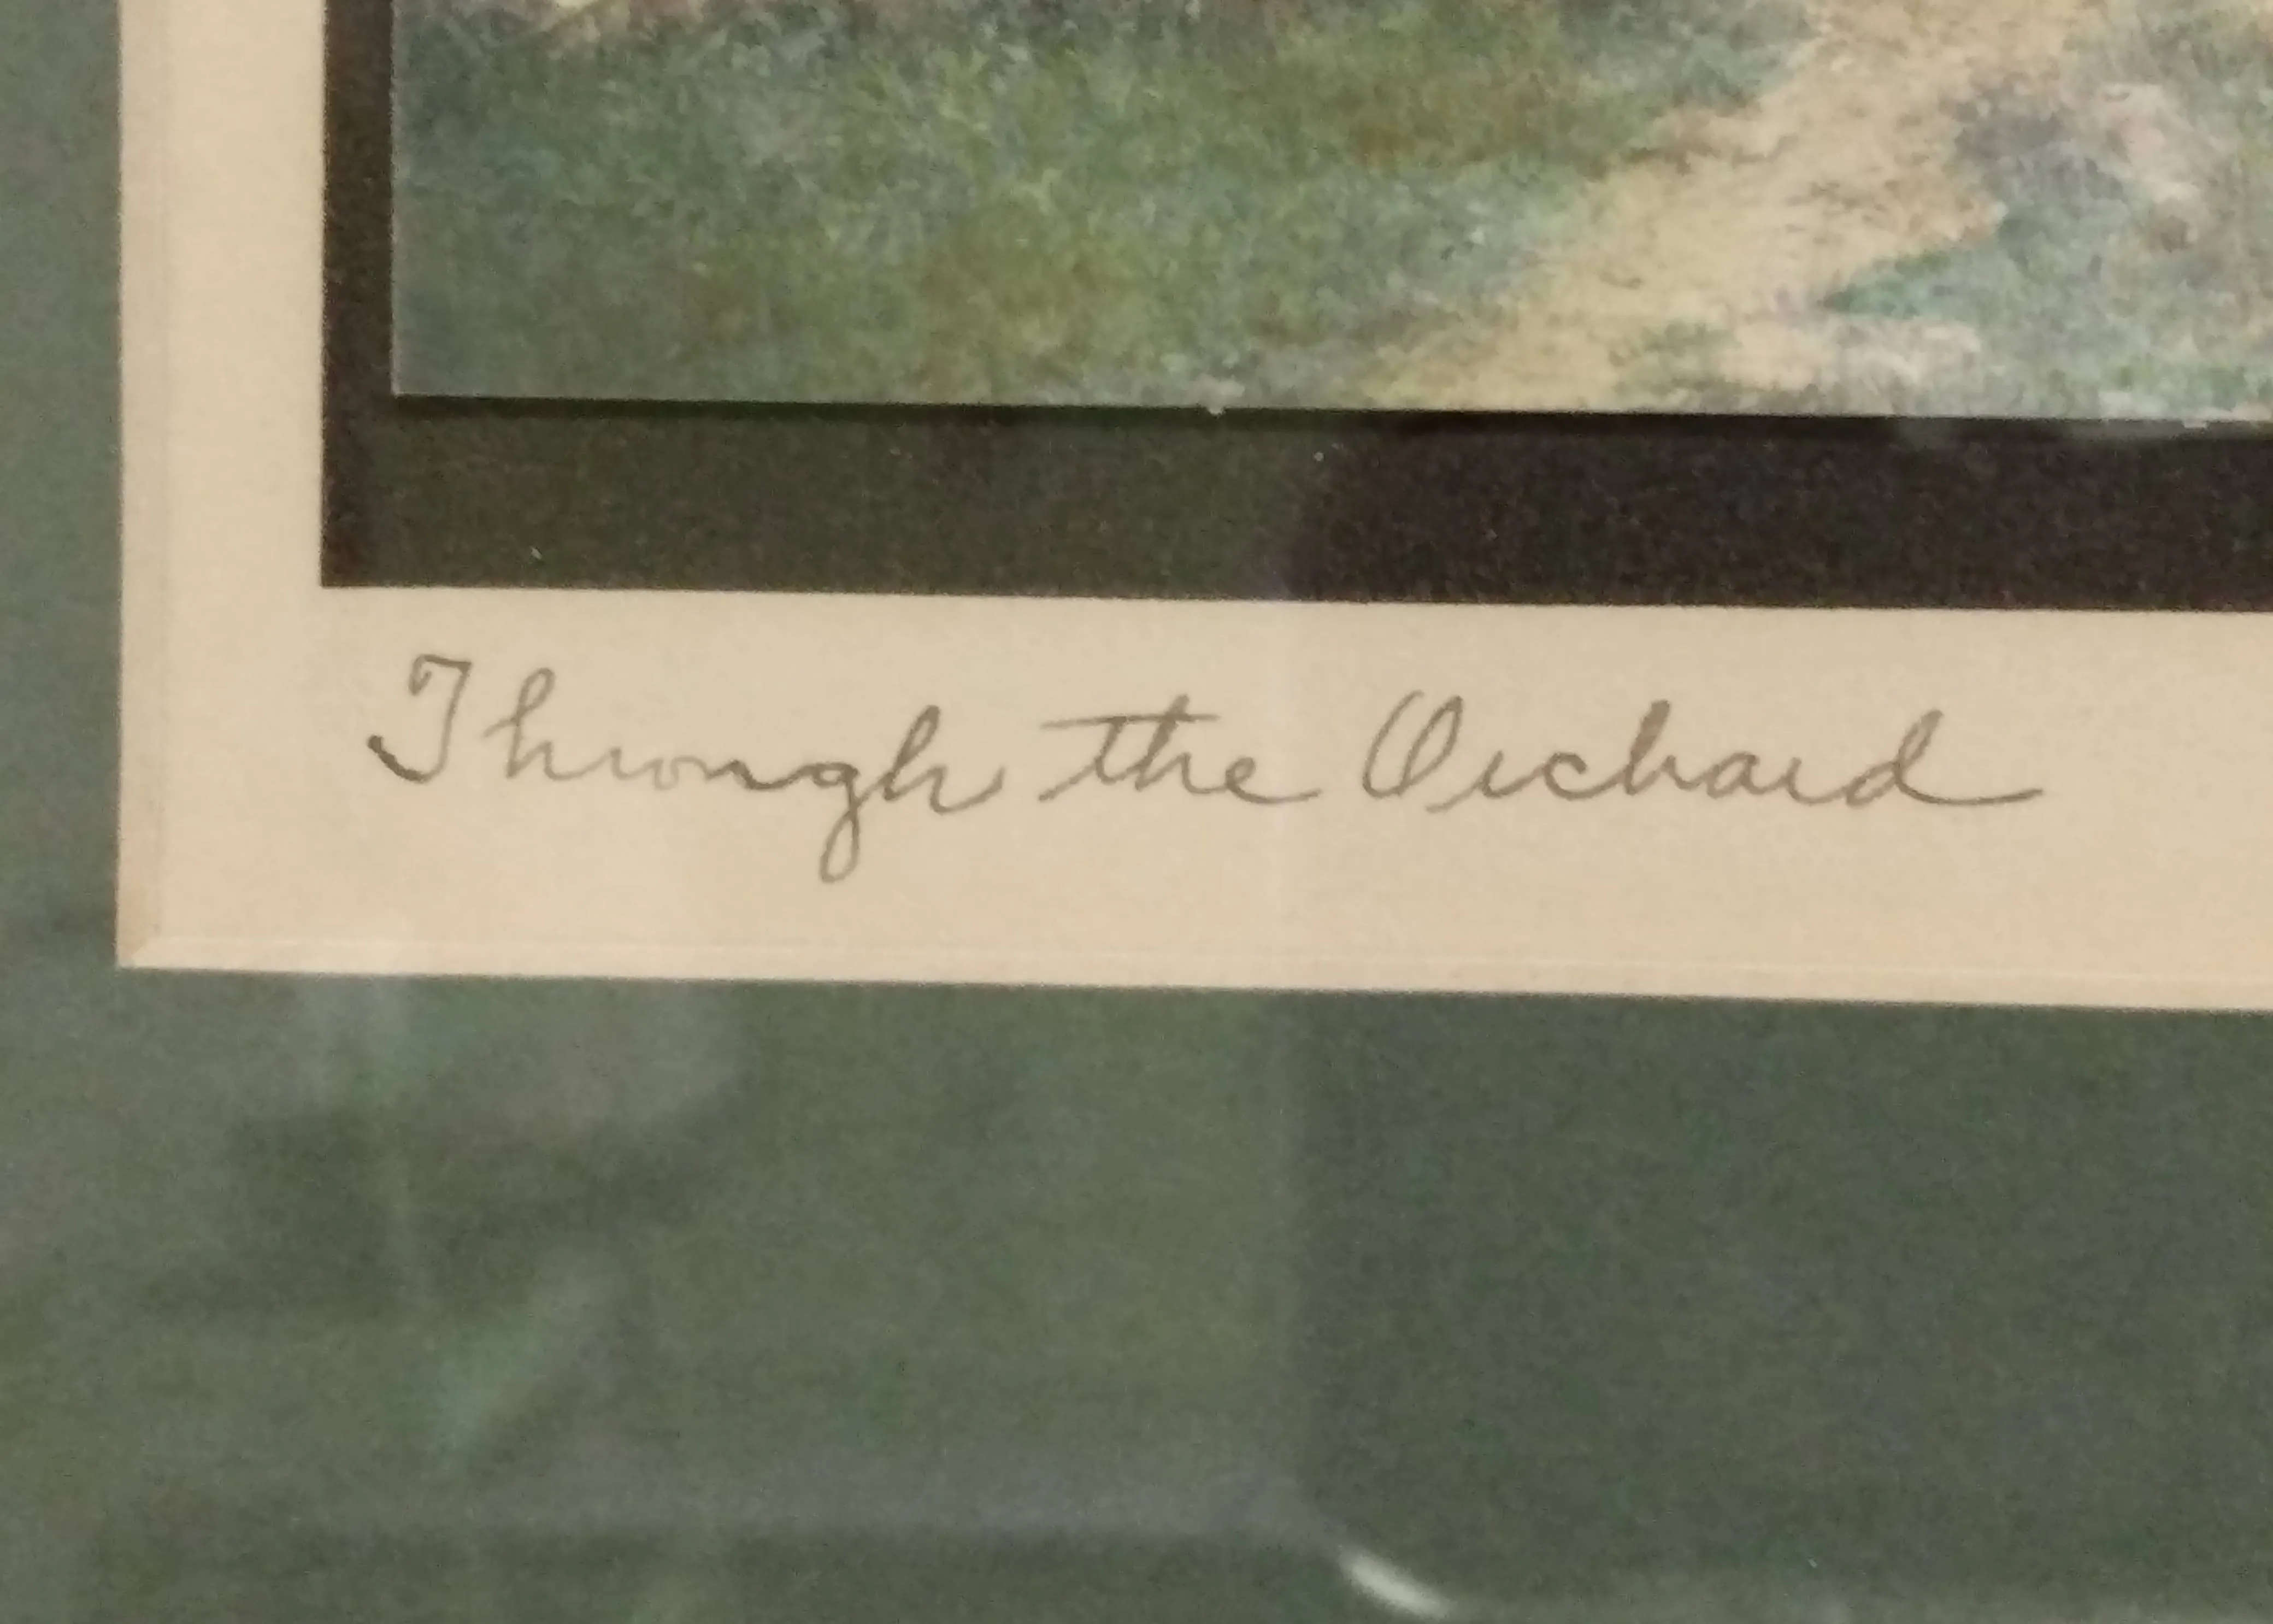 Through the Orchard